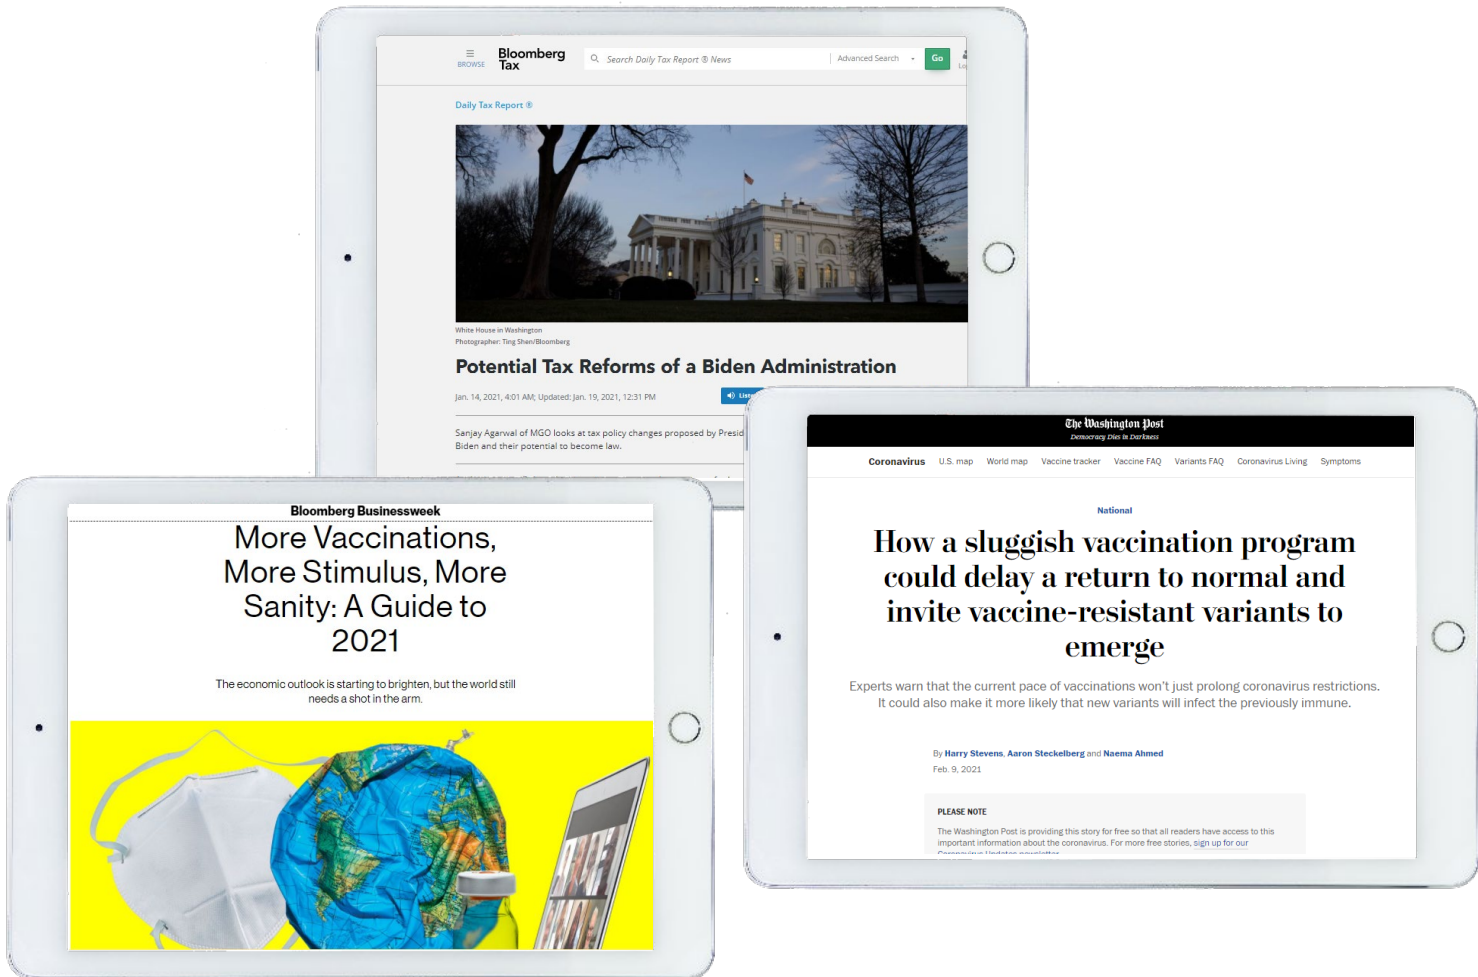 BROWSE
Bloomberg
Tax
Search Daily Tax Report ® News
Advanced Search
Go
Daily Tax Report ®
White House in Washington
Photographer: Ting Shen/Bloomberg
Potential Tax Reforms of a Biden Administration
Jan. 14, 2021, 4:01 AM; Updated: Jan. 19, 2021, 12:31 PM
Sanjay Agarwal of MGO looks at tax policy changes proposed by
Biden and their potential to become law.
Bloomberg Businessweek
More Vaccinations,
More Stimulus, More
Sanity: A Guide to
2021
The economic outlook is starting to brighten, but the world still
needs a shot in the arm.
The Washington Post
Democracy Dies in Darkness
Coronavirus U.S. map World map Vaccine tracker Vaccine FAQ Variants FAQ Coronavirus Living Symptoms
National
How a sluggish vaccination program
could delay a return to normal and
invite vaccine-resistant variants to
emerge
Experts warn that the current pace of vaccinations won't just prolong coronavirus restrictions.
It could also make it more likely that new variants will infect the previously immune.
By Harry Stevens, Aaron Steckelberg and Naema Ahmed
Feb. 9, 2021
PLEASE NOTE
The Washington Post is providing this story for free so that all readers have access to this
important information about the coronavirus. For more free stories, sign up for our
Coronavirus Updates newsletter